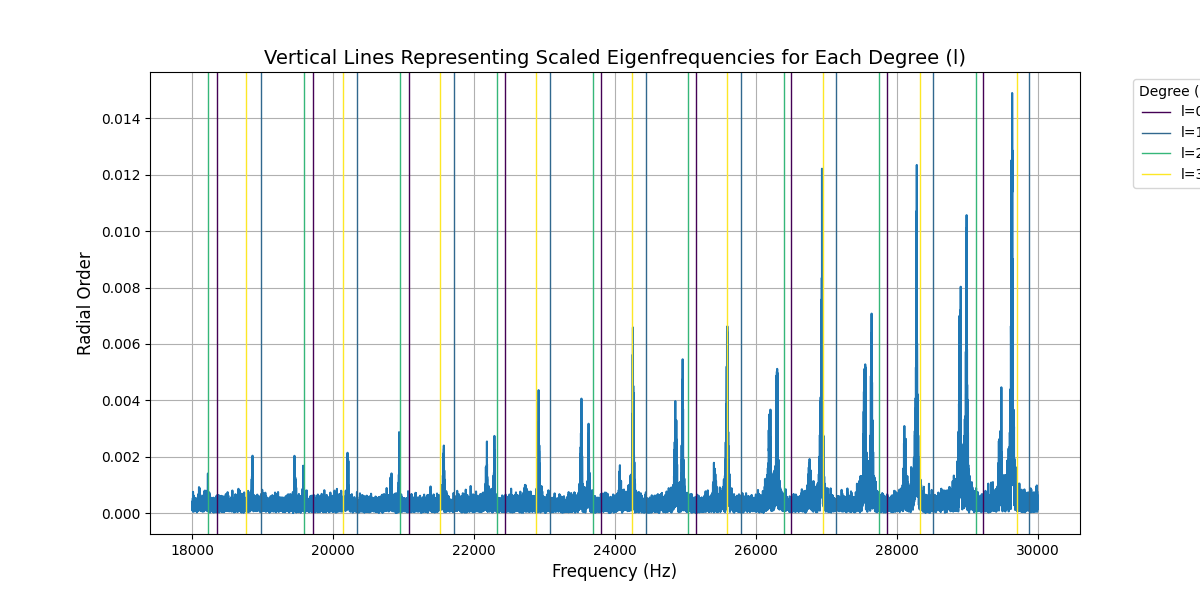 Vertical Lines Representing Scaled Eigenfrequencies for Each Degree (l)
Radial Order
0.014
0.012
0.010
0.008
0.006
0.004
0.002
0.000
18000 20000 22000 24000 26000 28000 30000
Frequency (Hz)
Degree (
l=0
l=1
l=2
l=3